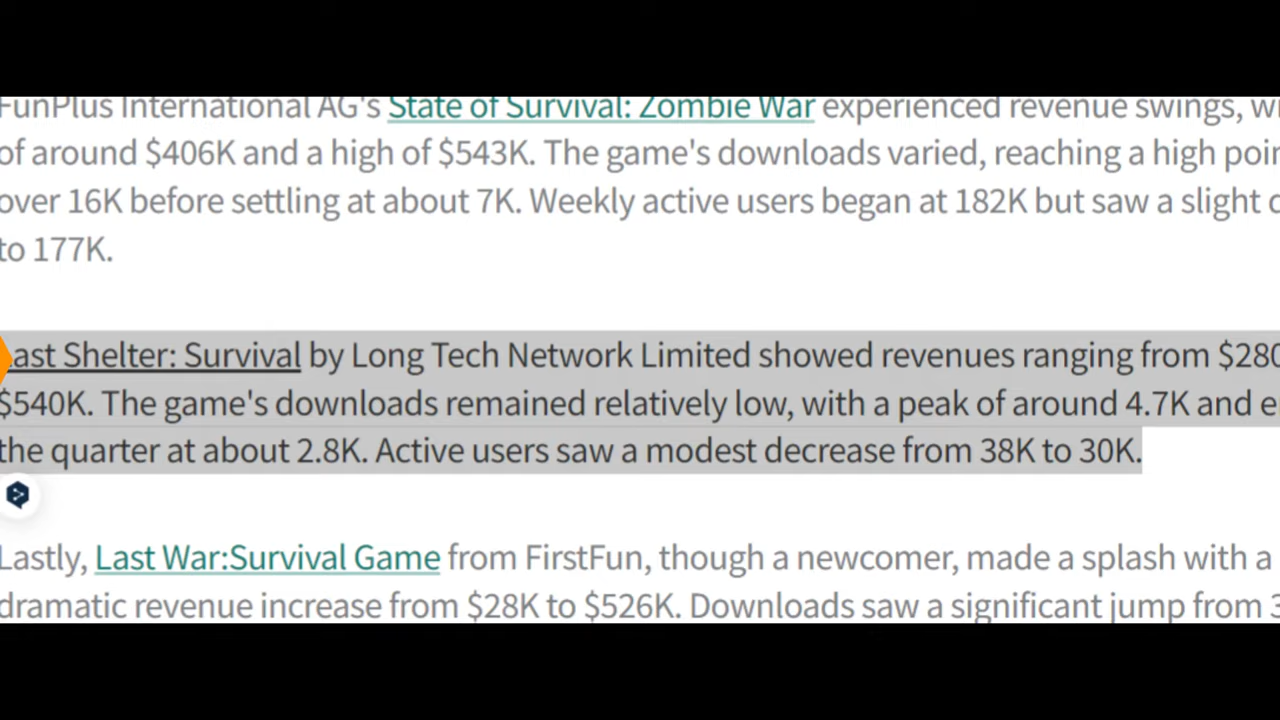 FunPlus International AG's State of Survival: Zombie War experienced revenue swings,
of around $406K and a high of $543K. The game's downloads varied, reaching a high
over 16K before settling at about 7K. Weekly active users began at 182K but saw a slight
to 177K.
Shelter: Survival by Long Tech Network Limited showed revenues ranging from $280
$540K. The game's downloads remained relatively low, with a peak of around 4.7K and
the quarter at about 2.8K. Active users saw a modest decrease from 38K to 30K.
Lastly, Last War:Survival Game from FirstFun, though a newcomer, made a splash with a
dramatic revenue increase from $28K to $526K. Downloads saw a significant jump from